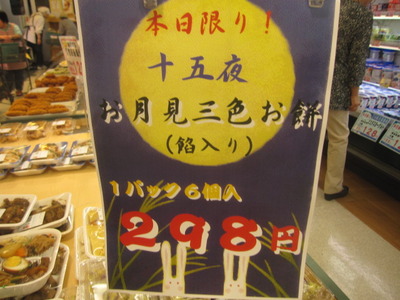 本日限り!
十五夜
お月見三色お餅
(餡入り)
1パック6個入
298円